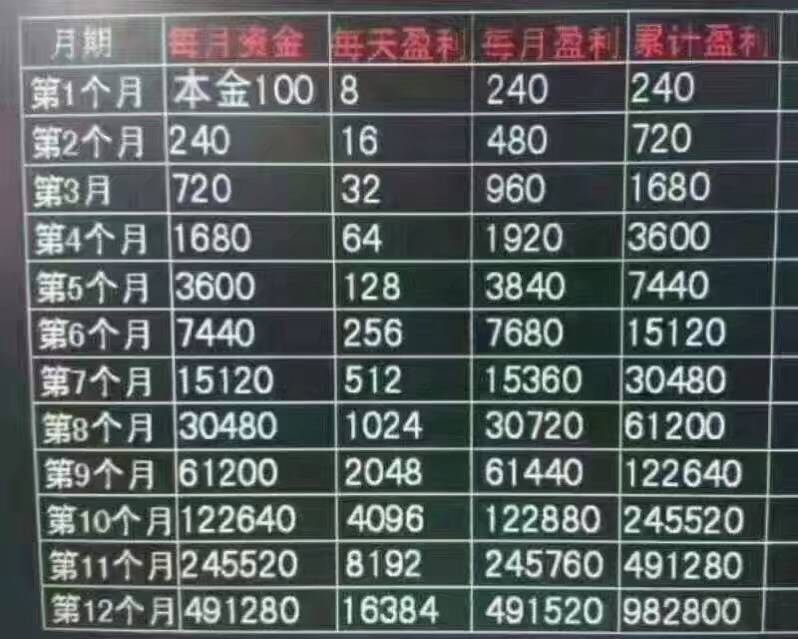 月期 每月资金 每天盈利 每月盈利 累计盈利
第1个月 本金100 8 240 240
第2个月 240 16 480 720
第3月 720 32 960 1680
第4个月 1680 64 1920 3600
第5个月 3600 128 3840 7440
第6个月 7440 256 7680 15120
第7个月 15120 512 15360 30480
第8个月 30480 1024 30720 61200
第9个月 61200 2048 61440 122640
第10个月 122640 4096 122880 245520
第11个月 245520 8192 245760 491280
第12个月 491280 16384 491520 982800